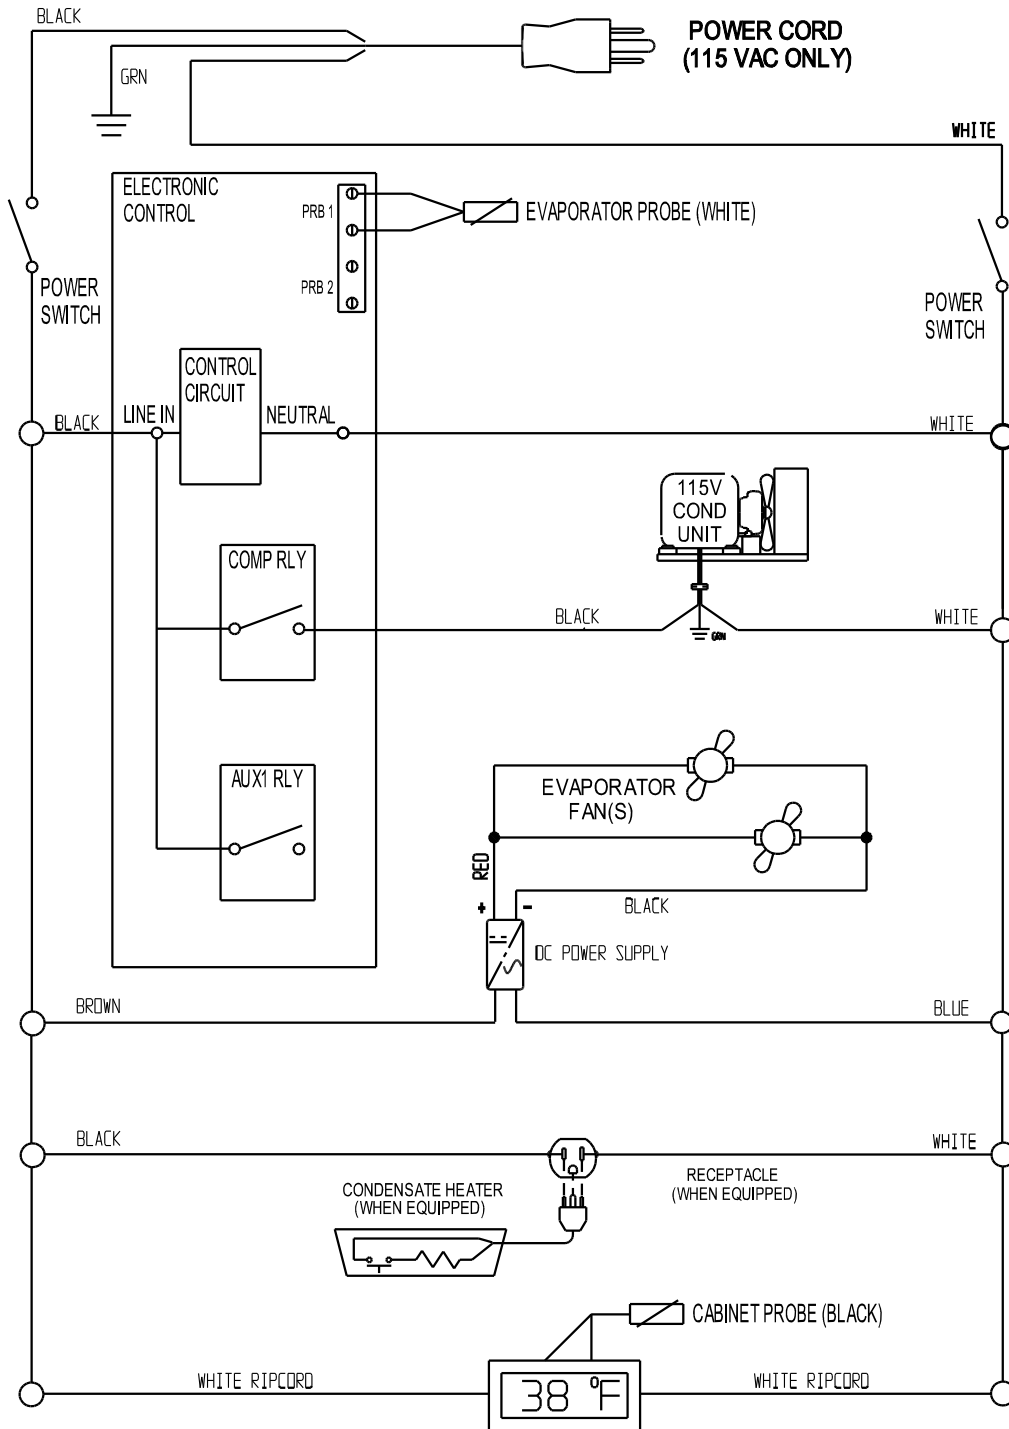 BLACK
POWER CORD
(115 VAC ONLY)
GRN
WHITE
ELECTRONIC
CONTROL
PRB 1
EVAPORATOR PROBE (WHITE)
PRB 2
POWER
SWITCH
POWER
SWITCH
CONTROL
CIRCUIT
BLACK
LINE IN
NEUTRAL
WHITE
115V
COND
UNIT
COMP RLY
BLACK
WHITE
GRN
AUX1 RLY
EVAPORATOR
FAN(S)
RED
BLACK
+
-
DC POWER SUPPLY
BROWN
BLUE
BLACK
WHITE
RECEPTACLE
(WHEN EQUIPPED)
CONDENSATE HEATER
(WHEN EQUIPPED)
CABINET PROBE (BLACK)
WHITE RIPCORD
38 °F
WHITE RIPCORD